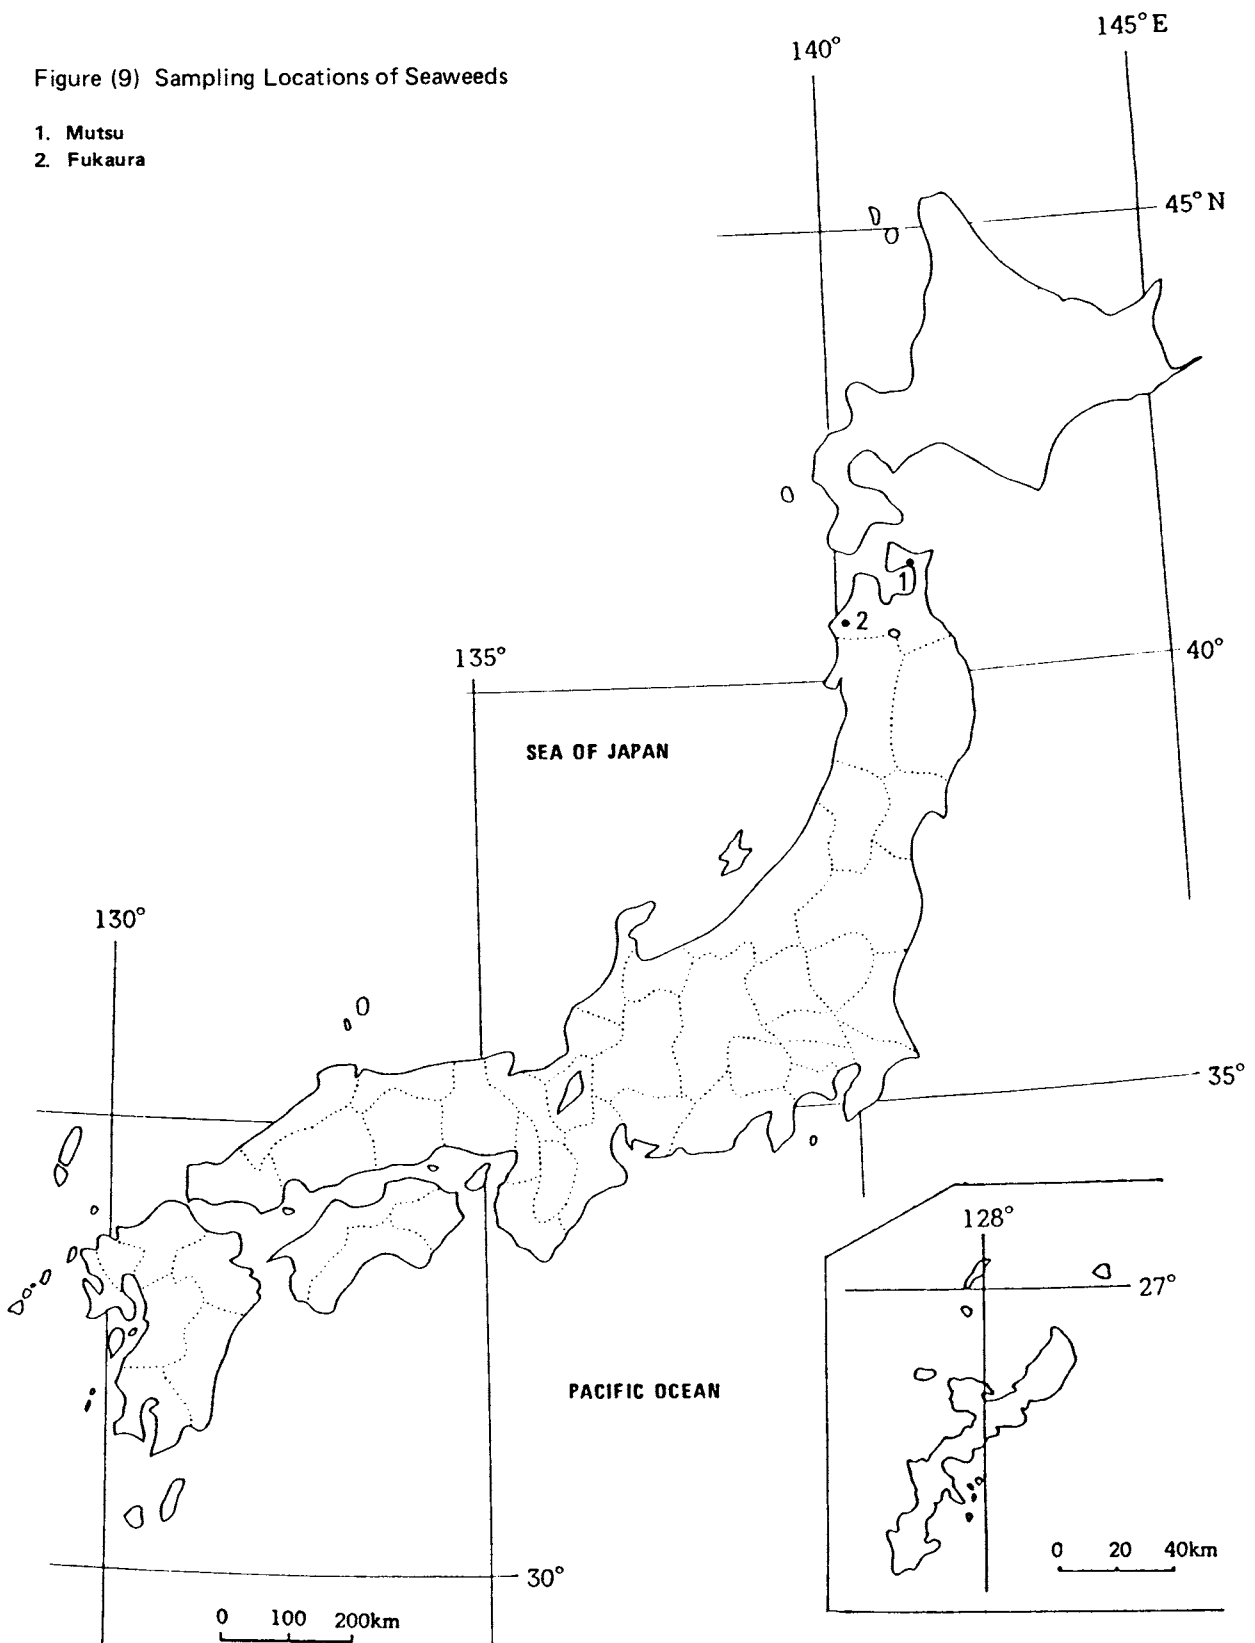 Figure (9) Sampling Locations of Seaweeds
1. Mutsu
2. Fukaura
140°
145°E
45°N
1
2
40°
135°
SEA OF JAPAN
130°
35°
128°
27°
PACIFIC OCEAN
0 20 40km
30°
0 100 200km